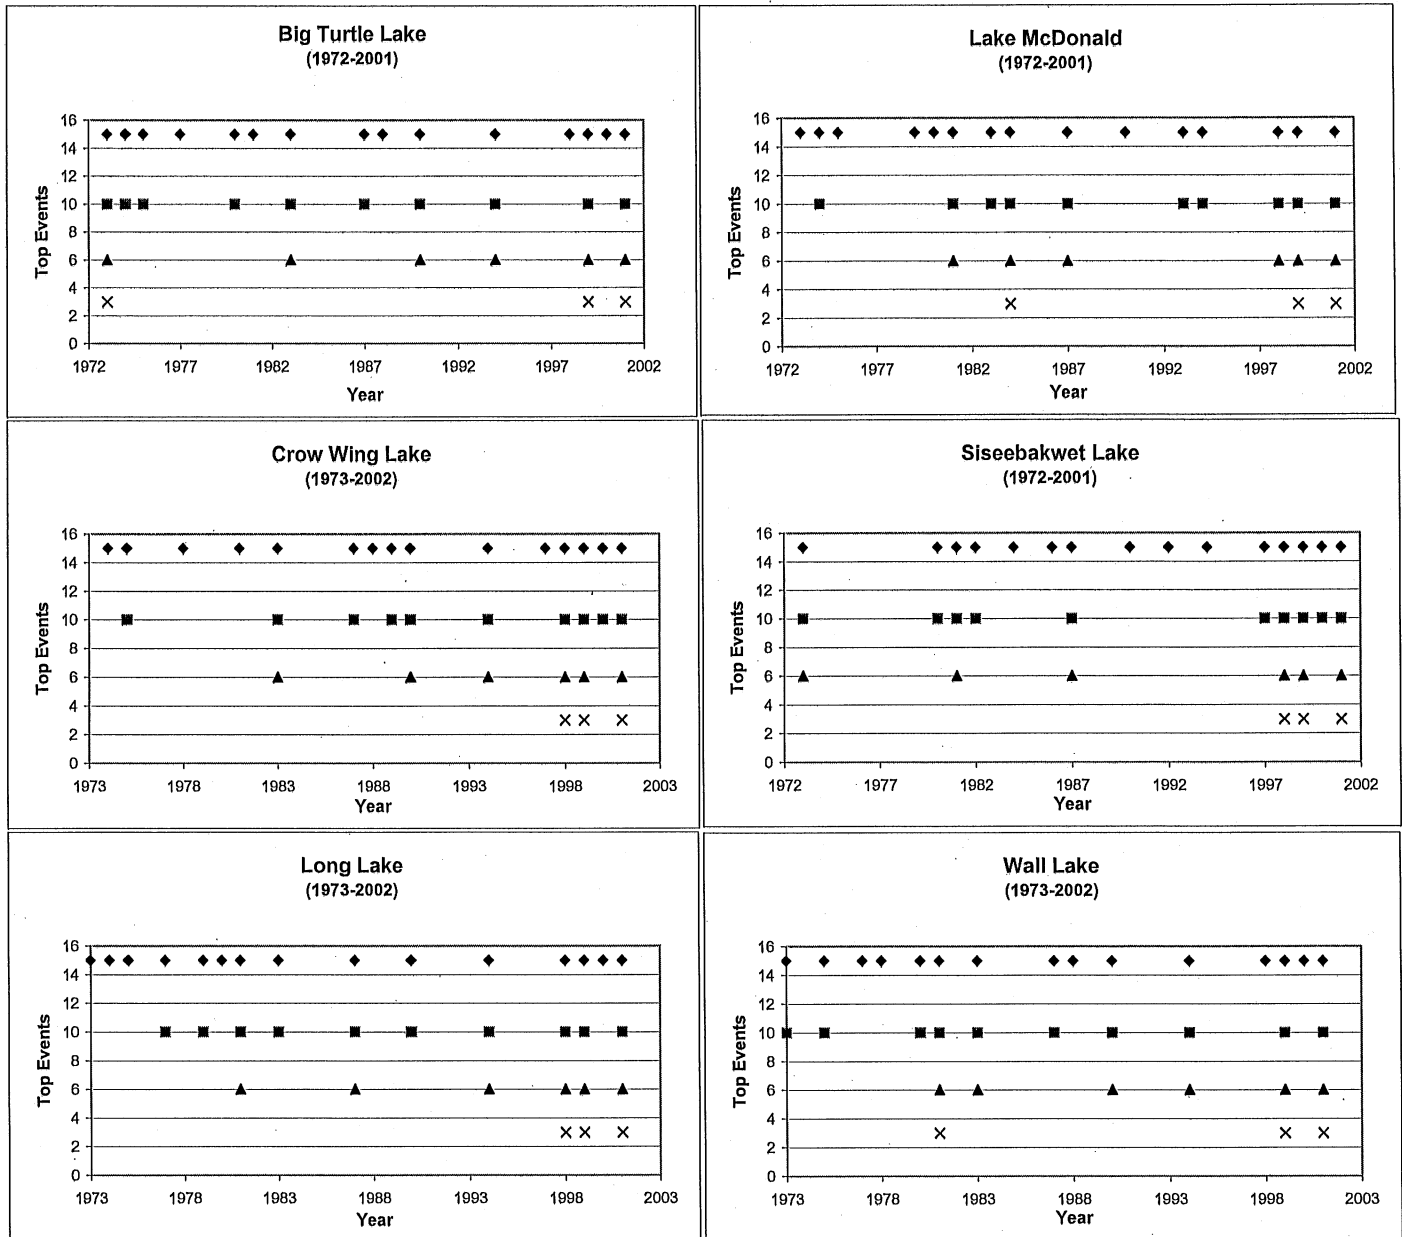 Big Turtle Lake
(1972-2001)
16
14
12
10
8
6
4
2
0
Top Events
1972 1977 1982 1987 1992 1997 2002
Year
Lake McDonald
(1972-2001)
16
14
12
10
8
6
4
2
0
Top Events
1972 1977 1982 1987 1992 1997 2002
Year
Crow Wing Lake
(1973-2002)
16
14
12
10
8
6
4
2
0
Top Events
1973 1978 1983 1988 1993 1998 2003
Year
Siseebakwet Lake
(1972-2001)
16
14
12
10
8
6
4
2
0
Top Events
1972 1977 1982 1987 1992 1997 2002
Year
Long Lake
(1973-2002)
16
14
12
10
8
6
4
2
0
Top Events
1973 1978 1983 1988 1993 1998 2003
Year
Wall Lake
(1973-2002)
16
14
12
10
8
6
4
2
0
Top Events
1973 1978 1983 1988 1993 1998 2003
Year